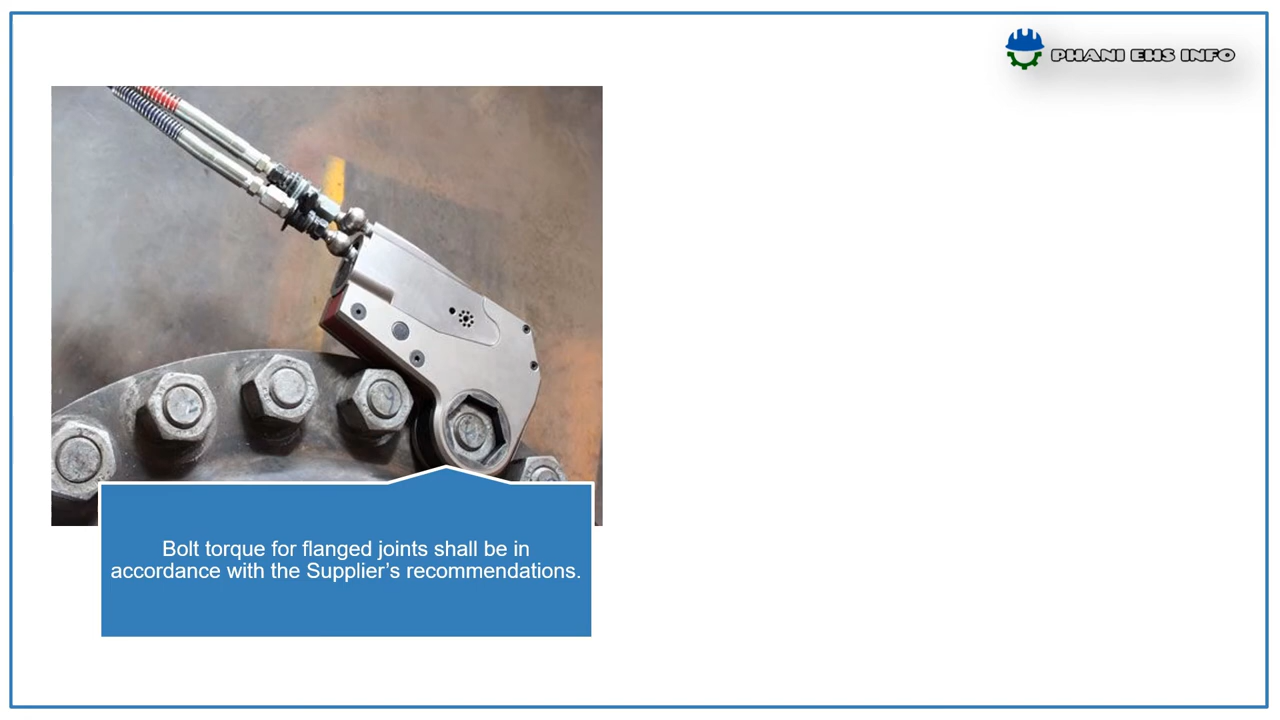 PHANI EHS INFO
Bolt torque for flanged joints shall be in
accordance with the Supplier’s recommendations.